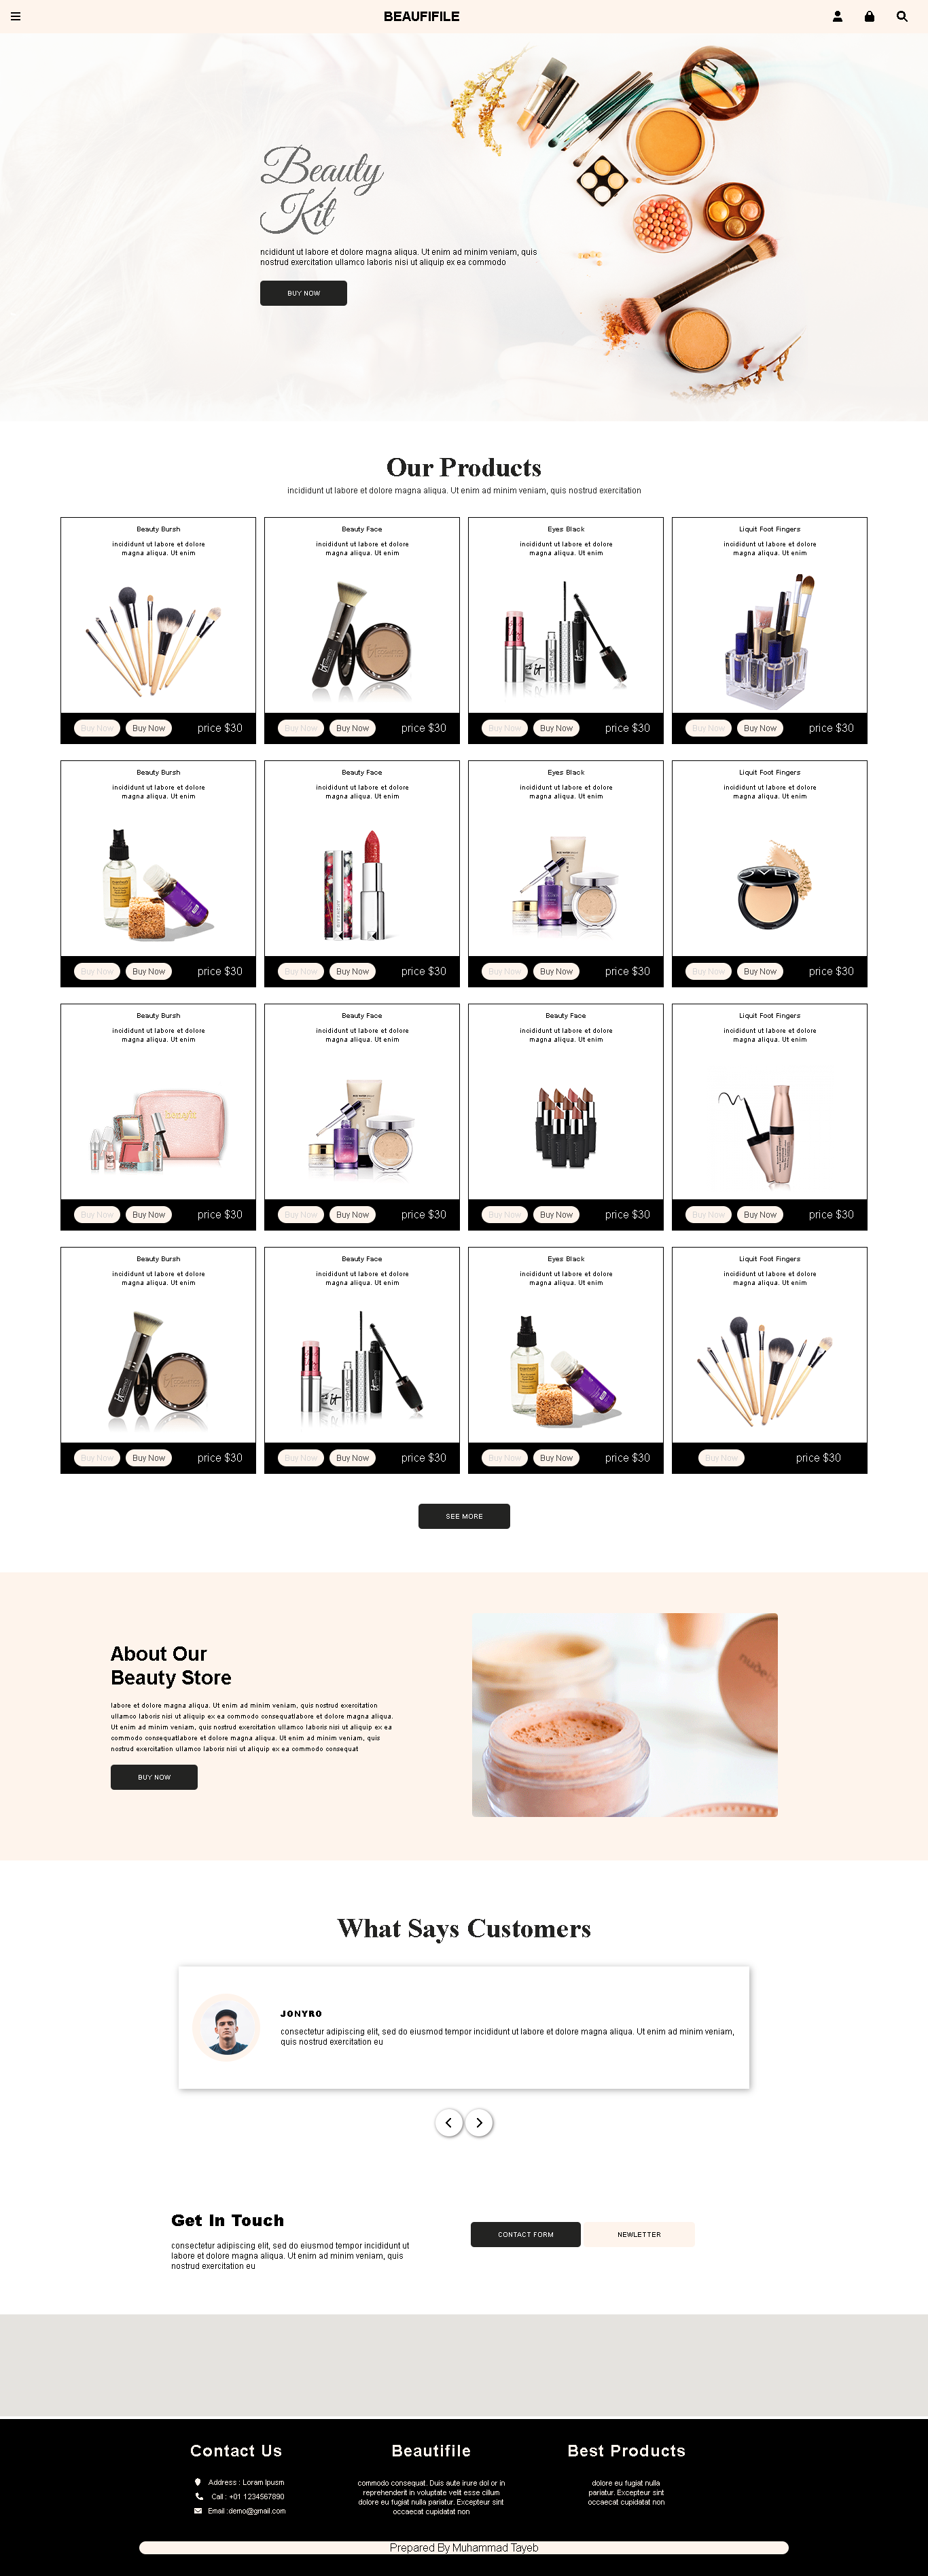 BEAUFIFILE
Beauty
Kit
ncididunt ut labore et dolore magna aliqua. Ut enim ad minim veniam, quis
nostrud exercitation ullamco laboris nisi ut aliquip ex ea commodo
BUY NOW
Our Products
incididunt ut labore et dolore magna aliqua. Ut enim ad minim veniam, quis nostrud exercitation
Beauty Bursh
incididunt ut labore et dolore
magna aliqua. Ut enim
Buy Now Buy Now price $30
Beauty Face
incididunt ut labore et dolore
magna aliqua. Ut enim
Buy Now Buy Now price $30
Eyes Black
incididunt ut labore et dolore
magna aliqua. Ut enim
it
Buy Now Buy Now price $30
Liquit Foot Fingers
incididunt ut labore et dolore
magna aliqua. Ut enim
Buy Now Buy Now price $30
Beauty Bursh
incididunt ut labore et dolore
magna aliqua. Ut enim
Buy Now Buy Now price $30
Beauty Face
incididunt ut labore et dolore
magna aliqua. Ut enim
Buy Now Buy Now price $30
Eyes Black
incididunt ut labore et dolore
magna aliqua. Ut enim
Buy Now Buy Now price $30
Liquit Foot Fingers
incididunt ut labore et dolore
magna aliqua. Ut enim
Buy Now Buy Now price $30
Beauty Bursh
incididunt ut labore et dolore
magna aliqua. Ut enim
Buy Now Buy Now price $30
Beauty Face
incididunt ut labore et dolore
magna aliqua. Ut enim
Buy Now Buy Now price $30
Beauty Face
incididunt ut labore et dolore
magna aliqua. Ut enim
Buy Now Buy Now price $30
Liquit Foot Fingers
incididunt ut labore et dolore
magna aliqua. Ut enim
Buy Now Buy Now price $30
Beauty Bursh
incididunt ut labore et dolore
magna aliqua. Ut enim
Buy Now Buy Now price $30
Beauty Face
incididunt ut labore et dolore
magna aliqua. Ut enim
it
Buy Now Buy Now price $30
Eyes Black
incididunt ut labore et dolore
magna aliqua. Ut enim
Buy Now Buy Now price $30
Liquit Foot Fingers
incididunt ut labore et dolore
magna aliqua. Ut enim
Buy Now price $30
SEE MORE
About Our
Beauty Store
labore et dolore magna aliqua. Ut enim ad minim veniam, quis nostrud exercitation
ullamco laboris nisi ut aliquip ex ea commodo consequatlabore et dolore magna aliqua.
Ut enim ad minim veniam, quis nostrud exercitation ullamco laboris nisi ut aliquip ex ea
commodo consequatlabore et dolore magna aliqua. Ut enim ad minim veniam, quis
nostrud exercitation ullamco laboris nisi ut aliquip ex ea commodo consequat
BUY NOW
What Says Customers
JONYRO
consectetur adipiscing elit, sed do eiusmod tempor incididunt ut labore et dolore magna aliqua. Ut enim ad minim veniam,
quis nostrud exercitation eu
Get In Touch
consectetur adipiscing elit, sed do eiusmod tempor incididunt ut
labore et dolore magna aliqua. Ut enim ad minim veniam, quis
nostrud exercitation eu
CONTACT FORM
NEWLETTER
Contact Us
Address : Loram Ipusm
Call : +01 1234567890
Email :demo@gmail.com
Beautifile
commodo consequat. Duis aute irure dol or in
reprehenderit in voluptate velit esse cillum
dolore eu fugiat nulla pariatur. Excepteur sint
occaecat cupidatat non
Best Products
dolore eu fugiat nulla
pariatur. Excepteur sint
occaecat cupidatat non
Prepared By Muhammad Tayeb